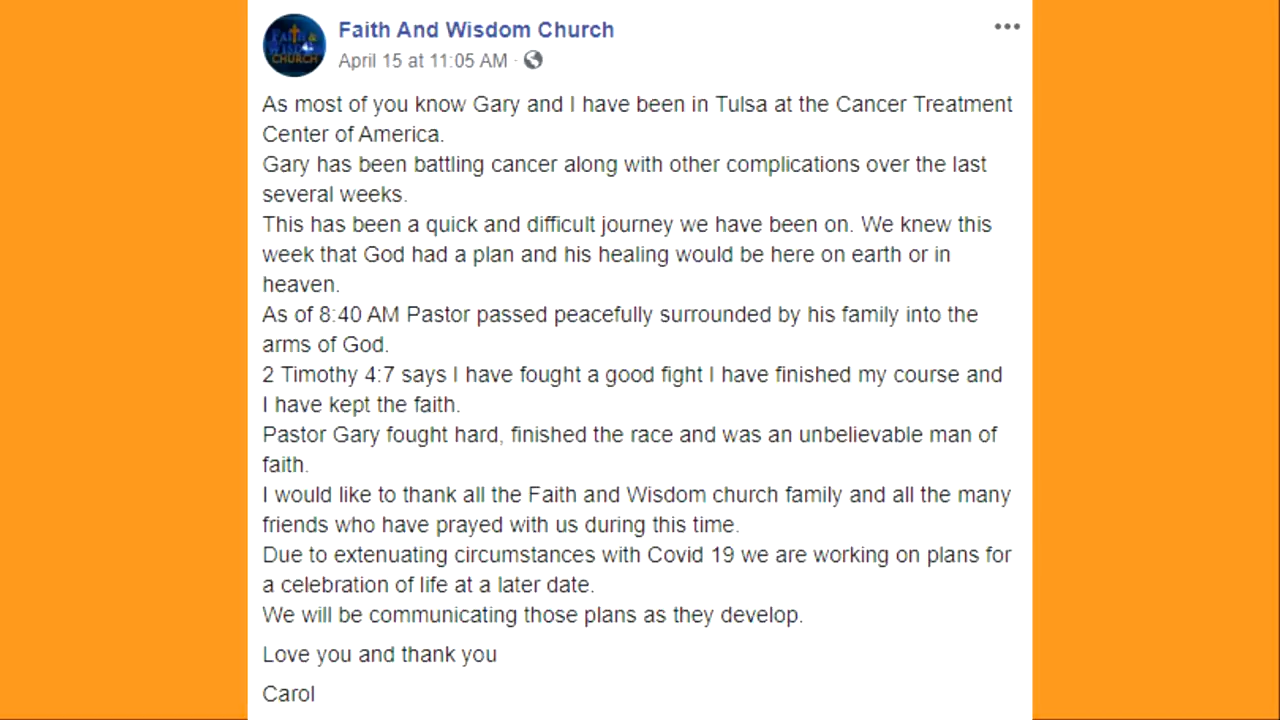 FAITH &
WISDOM
CHURCH
Faith And Wisdom Church
April 15 at 11:05 AM ·
As most of you know Gary and I have been in Tulsa at the Cancer Treatment
Center of America.
Gary has been battling cancer along with other complications over the last
several weeks.
This has been a quick and difficult journey we have been on. We knew this
week that God had a plan and his healing would be here on earth or in
heaven.
As of 8:40 AM Pastor passed peacefully surrounded by his family into the
arms of God.
2 Timothy 4:7 says I have fought a good fight I have finished my course and
I have kept the faith.
Pastor Gary fought hard, finished the race and was an unbelievable man of
faith.
I would like to thank all the Faith and Wisdom church family and all the many
friends who have prayed with us during this time.
Due to extenuating circumstances with Covid 19 we are working on plans for
a celebration of life at a later date.
We will be communicating those plans as they develop.
Love you and thank you
Carol